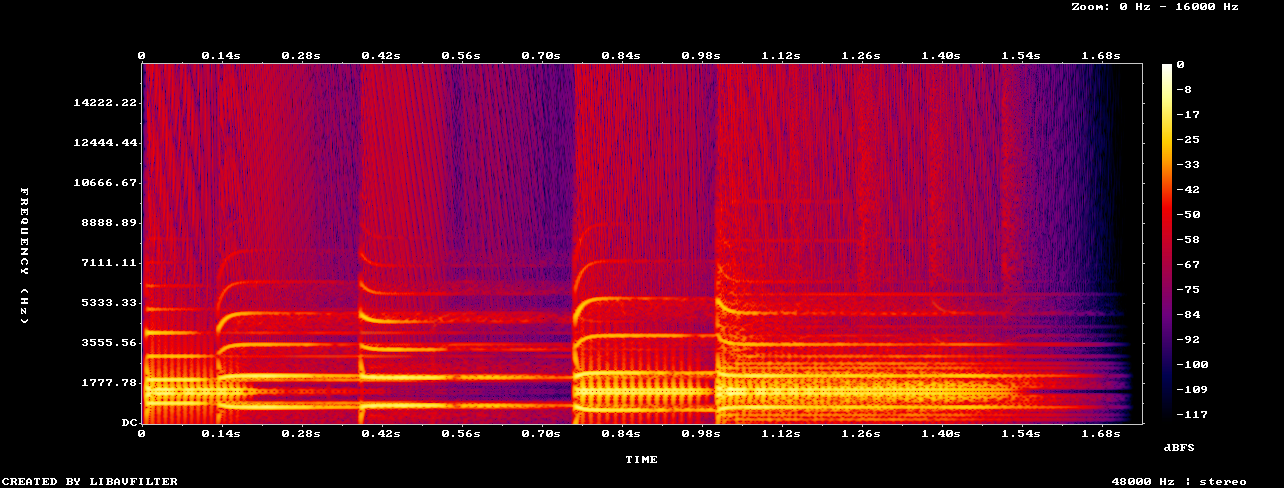 Zoom: 0 Hz - 16000 Hz
0 0.14s 0.28s 0.42s 0.56s 0.70s 0.84s 0.98s 1.12s 1.26s 1.40s 1.54s 1.68s
14222.22
12444.44
10666.67
8888.89
7111.11
5333.33
3555.56
1777.78
DC
FREQUENCY (Hz)
0
-8
-17
-25
-33
-42
-50
-58
-67
-75
-84
-92
-100
-109
-117
dBFS
0 0.14s 0.28s 0.42s 0.56s 0.70s 0.84s 0.98s 1.12s 1.26s 1.40s 1.54s 1.68s
TIME
CREATED BY LIBAVFILTER
48000 Hz | stereo